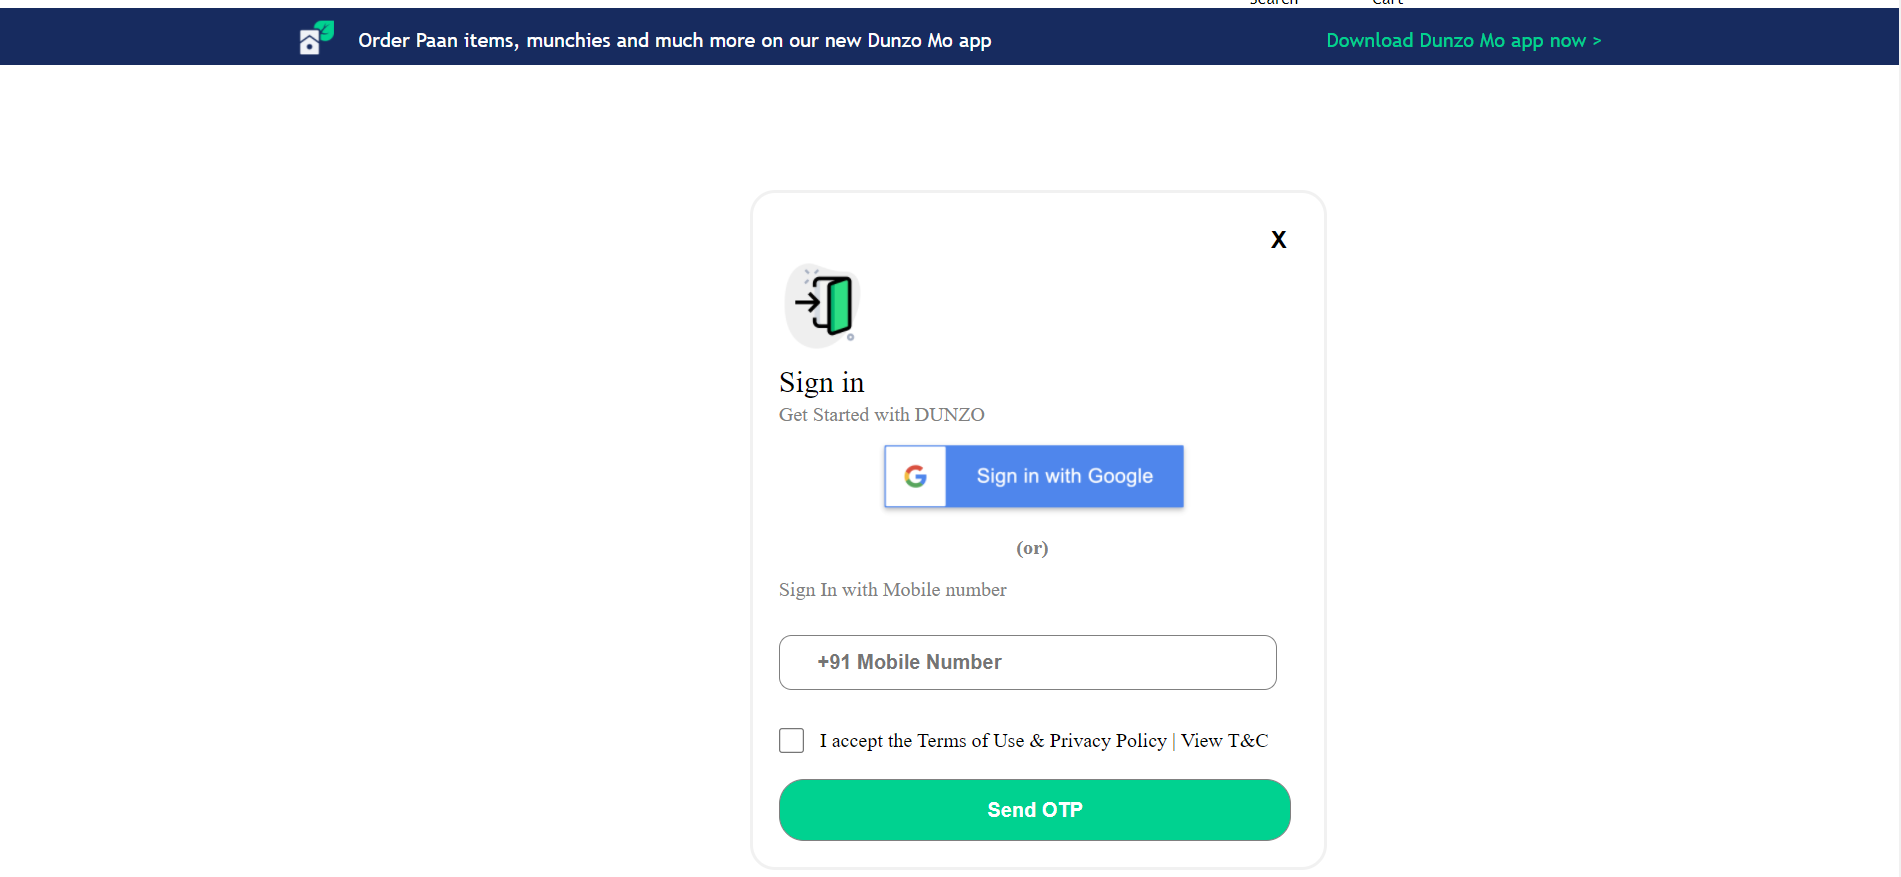 Search Cart
Order Paan items, munchies and much more on our new Dunzo Mo app
Download Dunzo Mo app now >
X
Sign in
Get Started with DUNZO
G Sign in with Google
(or)
Sign In with Mobile number
+91 Mobile Number
I accept the Terms of Use & Privacy Policy | View T&C
Send OTP